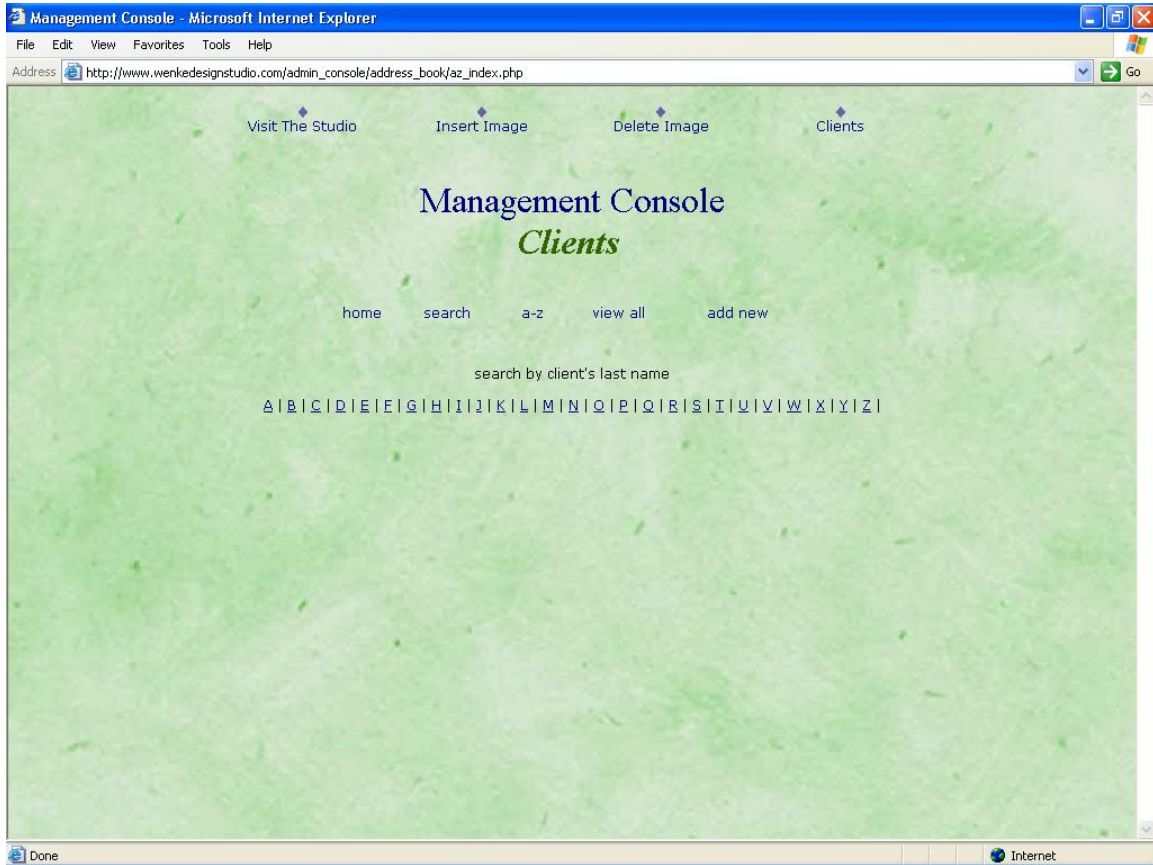 Management Console - Microsoft Internet Explorer
File Edit View Favorites Tools Help
Address http://www.wenkedesignstudio.com/admin_console/address_book/az_index.php Go
Visit The Studio Insert Image Delete Image Clients
Management Console
Clients
home search a-z view all add new
search by client's last name
A | B | C | D | E | F | G | H | I | J | K | L | M | N | O | P | Q | R | S | T | U | V | W | X | Y | Z |
Done Internet